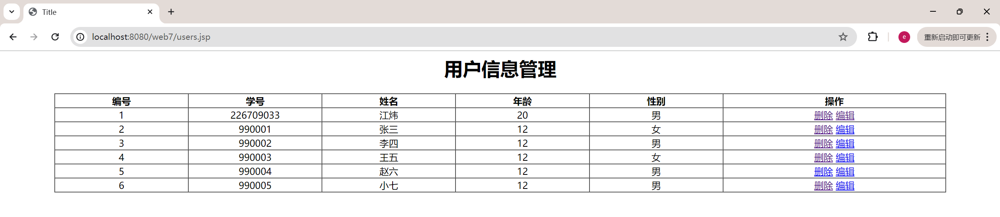 Title
localhost:8080/web7/users.jsp
e
重新启动即可更新
用户信息管理
编号 学号 姓名 年龄 性别 操作
1 226709033 江炜 20 男 删除 编辑
2 990001 张三 12 女 删除 编辑
3 990002 李四 12 男 删除 编辑
4 990003 王五 12 女 删除 编辑
5 990004 赵六 12 男 删除 编辑
6 990005 小七 12 男 删除 编辑